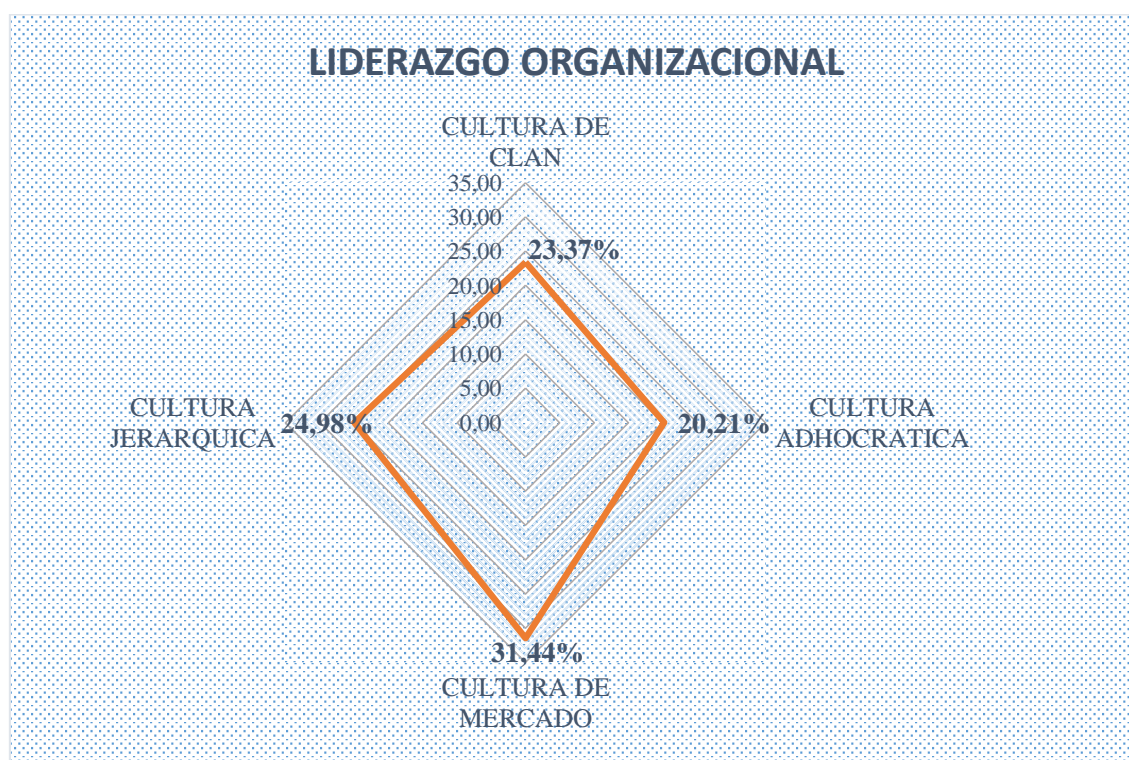 LIDERAZGO ORGANIZACIONAL
CULTURA DE
CLAN
35,00
30,00
25,00
23,37%
20,00
15,00
10,00
5,00
0,00
CULTURA
JERARQUICA
24,98%
20,21%
CULTURA
ADHOCRATICA
31,44%
CULTURA DE
MERCADO